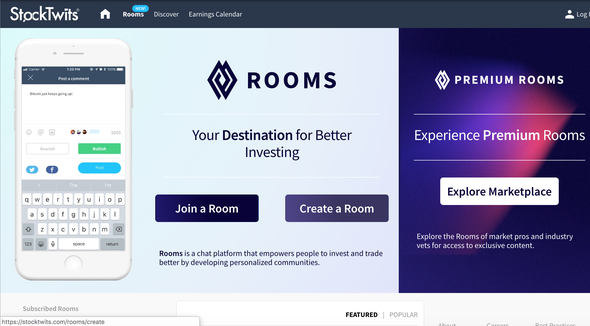 StockTwits
NEW
Rooms
Discover
Earnings Calendar
Log
1:20 PM
Post a comment
Bitcoin just keeps going up!
Bearish
Bullish
Post
The
q w e r t y u i o p
a s d f g h j k l
z x c v b n m
123
space
return
ROOMS
Your Destination for Better
Investing
Join a Room
Create a Room
Rooms is a chat platform that empowers people to invest and trade
better by developing personalized communities.
PREMIUM ROOMS
Experience Premium Rooms
Explore Marketplace
Explore the Rooms of market pros and industry
vets for access to exclusive content.
Subscribed Rooms
FEATURED | POPULAR
https://stocktwits.com/rooms/create
About
Careers
Best Practices